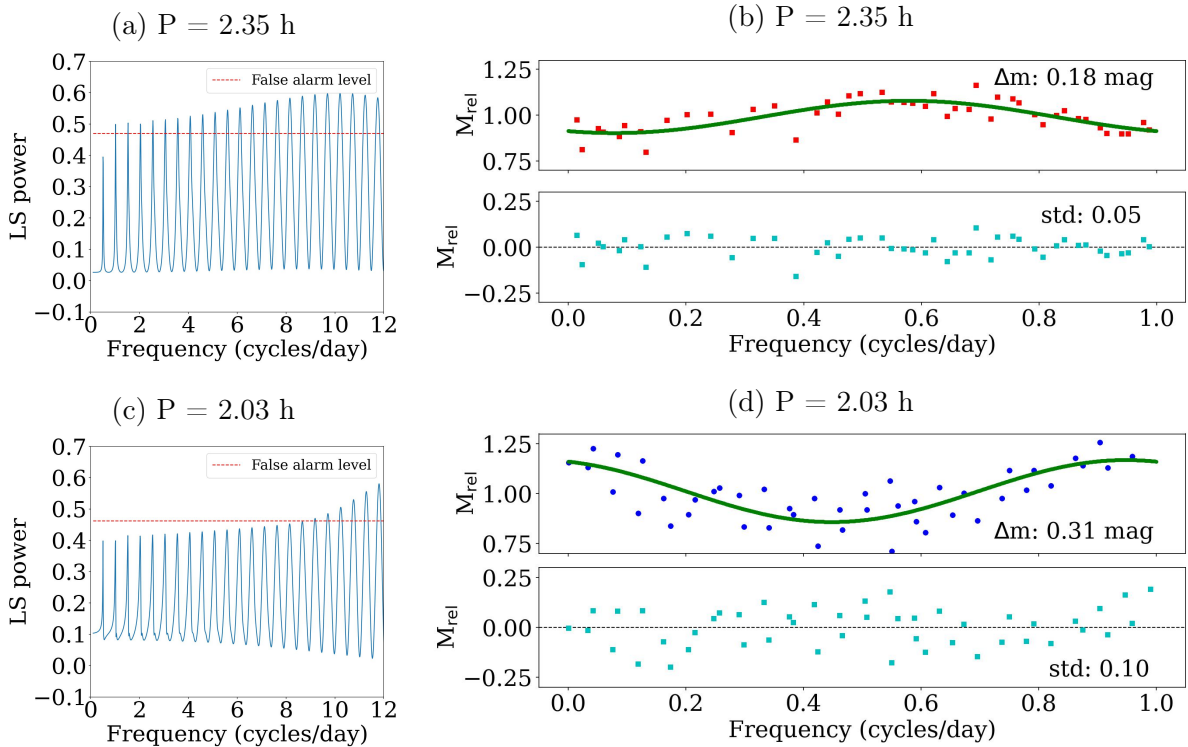 (a) P = 2.35 h
0.7
0.6
0.5
0.4
0.3
0.2
0.1
0.0
−0.1
LS power
False alarm level
0 2 4 6 8 10 12
Frequency (cycles/day)
(b) P = 2.35 h
1.25
1.00
0.75
M_rel
Δm: 0.18 mag
0.25
0.00
−0.25
M_rel
std: 0.05
0.0 0.2 0.4 0.6 0.8 1.0
Frequency (cycles/day)
(c) P = 2.03 h
0.7
0.6
0.5
0.4
0.3
0.2
0.1
0.0
−0.1
LS power
False alarm level
0 2 4 6 8 10 12
Frequency (cycles/day)
(d) P = 2.03 h
1.25
1.00
0.75
M_rel
Δm: 0.31 mag
0.25
0.00
−0.25
M_rel
std: 0.10
0.0 0.2 0.4 0.6 0.8 1.0
Frequency (cycles/day)